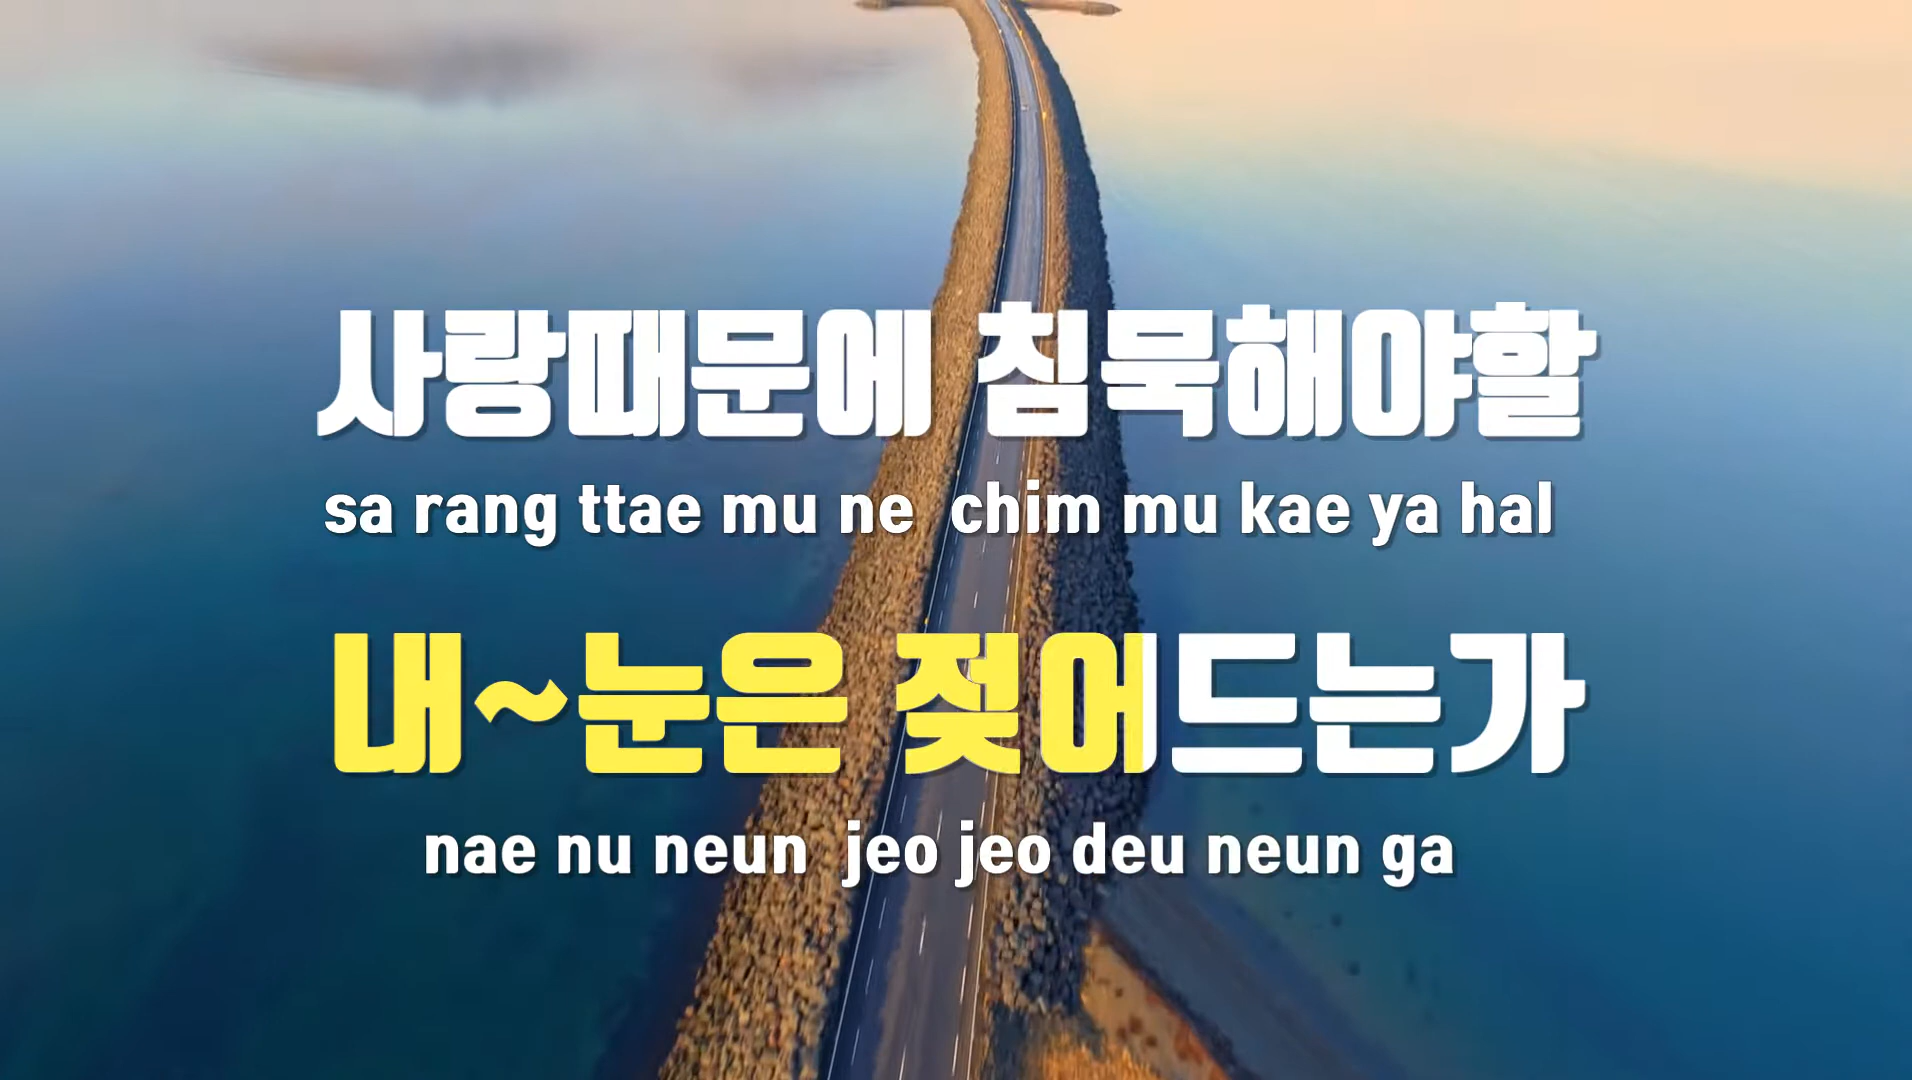 사랑때문에 침묵해야할
sa rang ttae mu ne chim mu kae ya hal
내~눈은 젖어드는가
nae nu neun jeo jeo deu neun ga